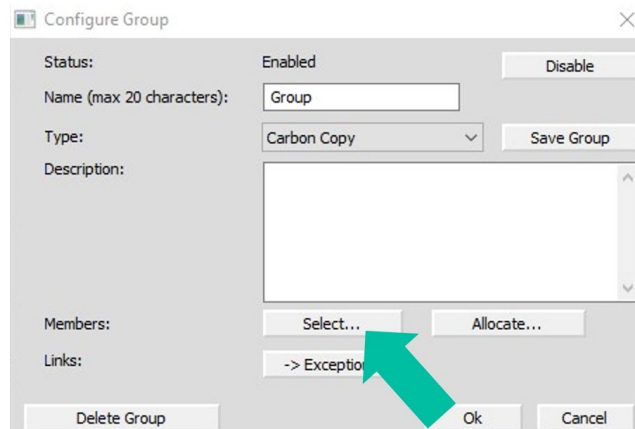 Configure Group
Status: Enabled Disable
Name (max 20 characters): Group
Type: Carbon Copy Save Group
Description:
Members: Select... Allocate...
Links: -> Exceptio
Delete Group Ok Cancel